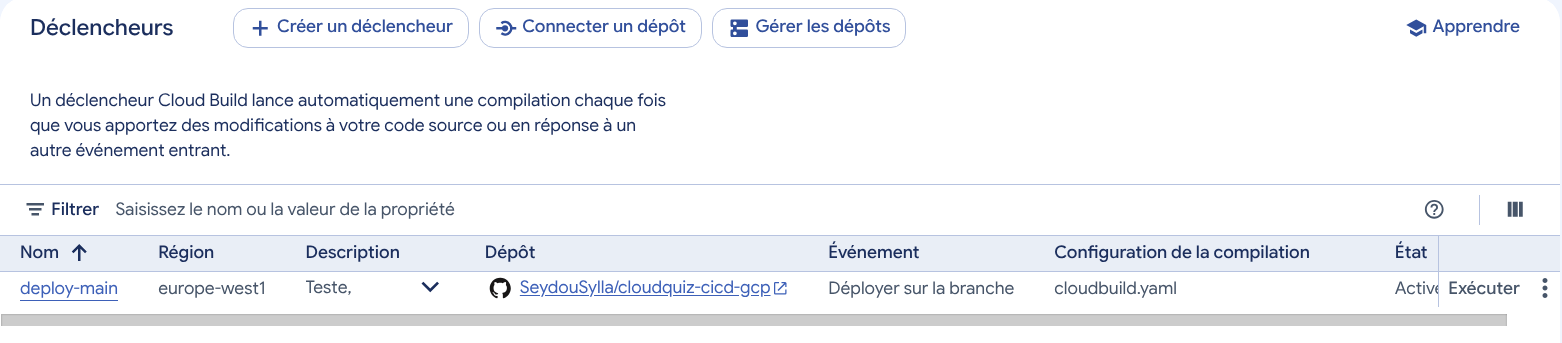 Déclencheurs
Créer un déclencheur
Connecter un dépôt
Gérer les dépôts
Apprendre
Un déclencheur Cloud Build lance automatiquement une compilation chaque fois
que vous apportez des modifications à votre code source ou en réponse à un
autre événement entrant.
Filtrer Saisissez le nom ou la valeur de la propriété
Nom Région Description Dépôt Événement Configuration de la compilation État
deploy-main europe-west1 Teste, SeydouSylla/cloudquiz-cicd-gcp Déployer sur la branche cloudbuild.yaml Activé Exécuter